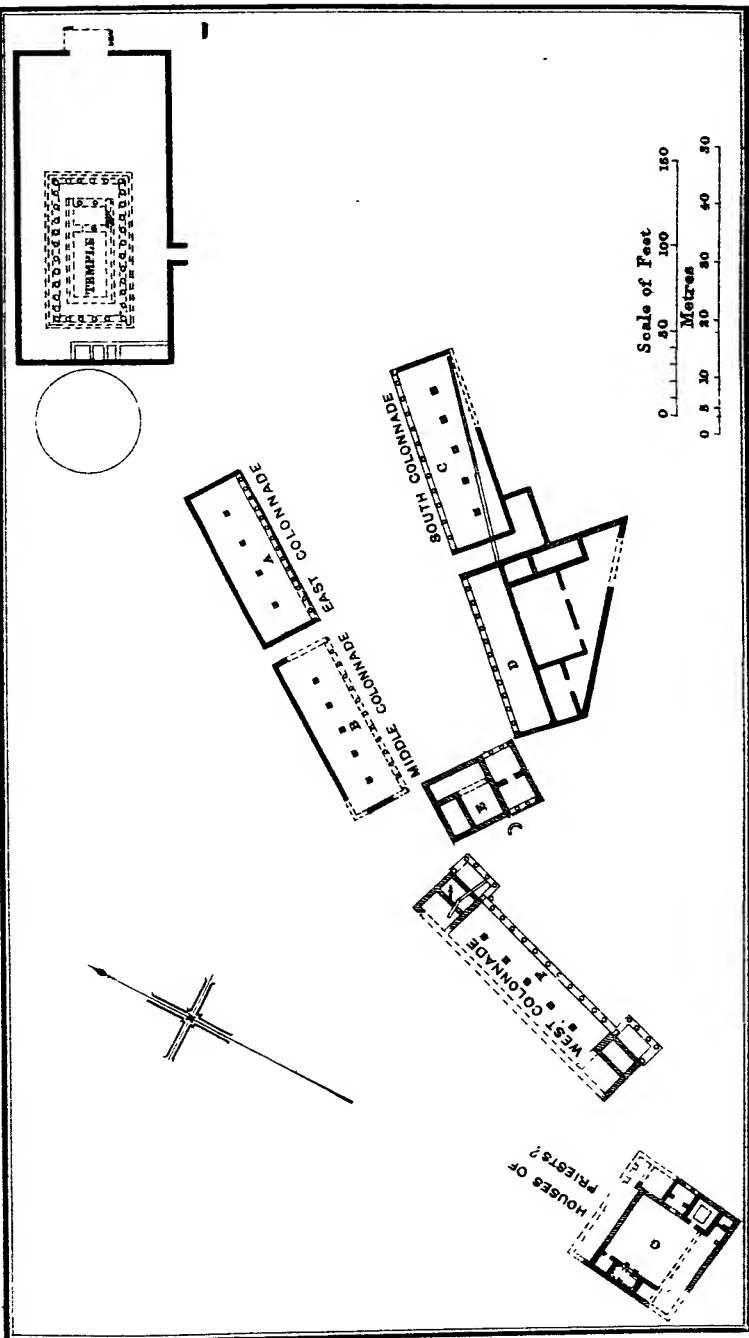 TEMPLE
EAST COLONNADE
A
MIDDLE COLONNADE
B
SOUTH COLONNADE
C
D
WEST COLONNADE
F
HOUSES OF
PRIESTS?
G
Scale of Feet
0 50 100 150
Metres
0 5 10 20 30 40 50